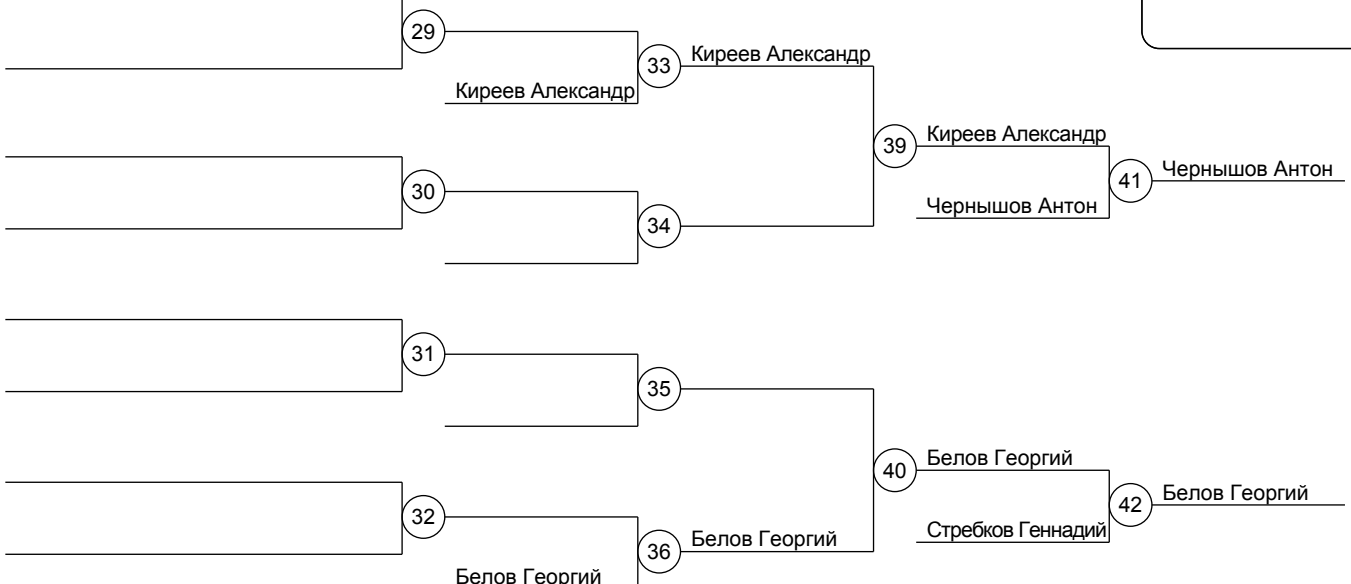 29
33
Киреев Александр
Киреев Александр
39
Киреев Александр
30
41
Чернышов Антон
Чернышов Антон
34
31
35
40
Белов Георгий
32
42
Белов Георгий
Стребков Геннадий
36
Белов Георгий
Белов Георгий